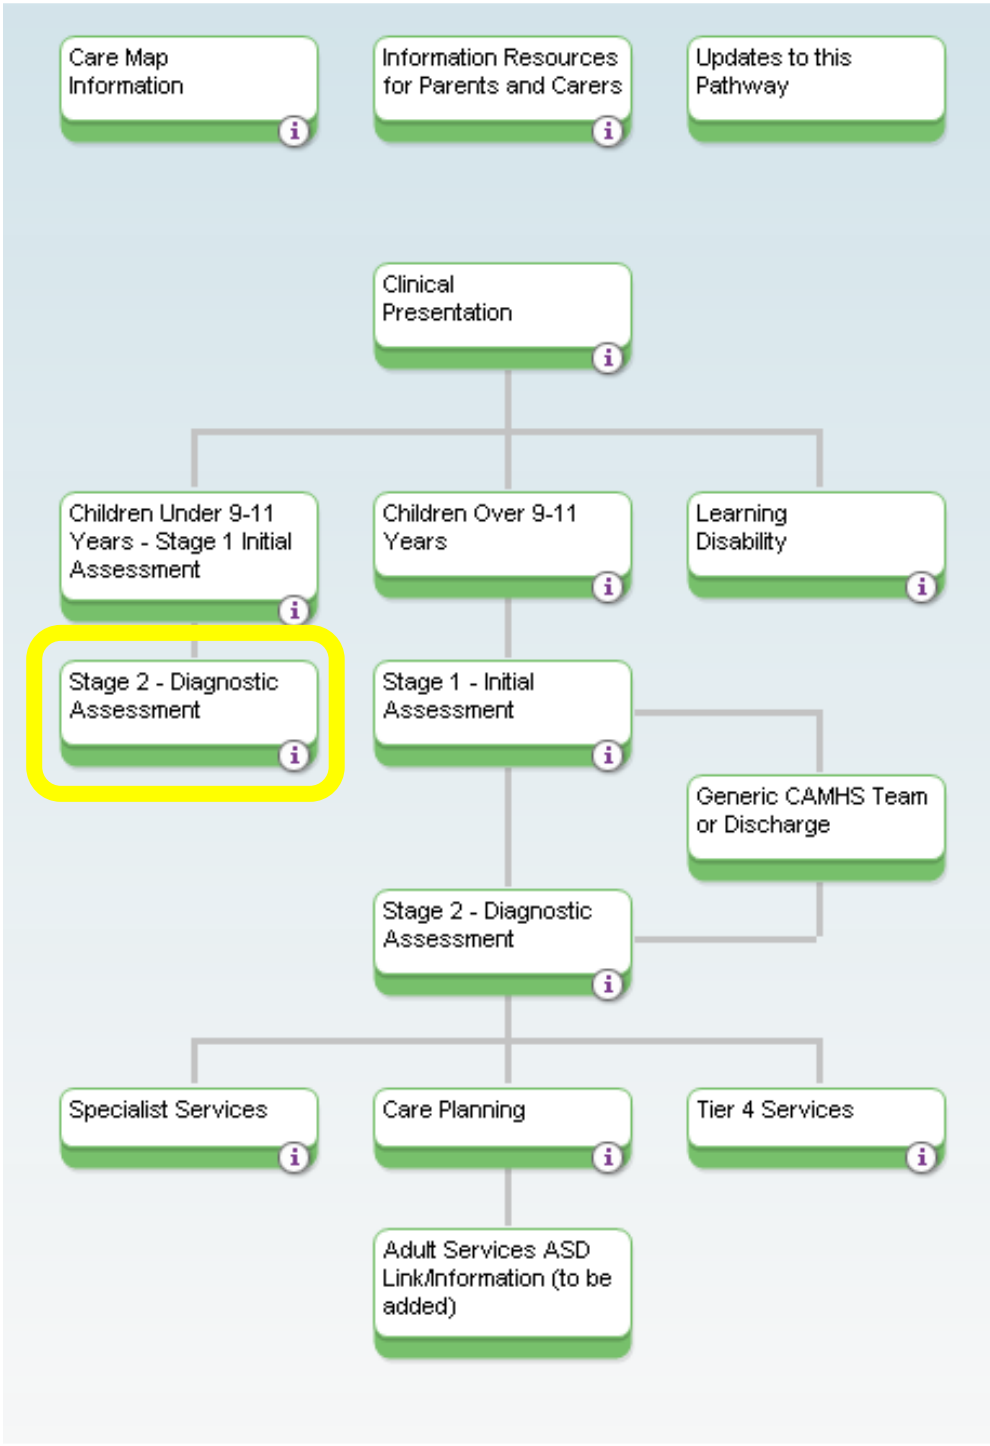 Care Map
Information
Information Resources
for Parents and Carers
Updates to this
Pathway
Clinical
Presentation
Children Under 9-11
Years - Stage 1 Initial
Assessment
Children Over 9-11
Years
Learning
Disability
Stage 2 - Diagnostic
Assessment
Stage 1 - Initial
Assessment
Generic CAMHS Team
or Discharge
Stage 2 - Diagnostic
Assessment
Specialist Services
Care Planning
Tier 4 Services
Adult Services ASD
Link/Information (to be
added)